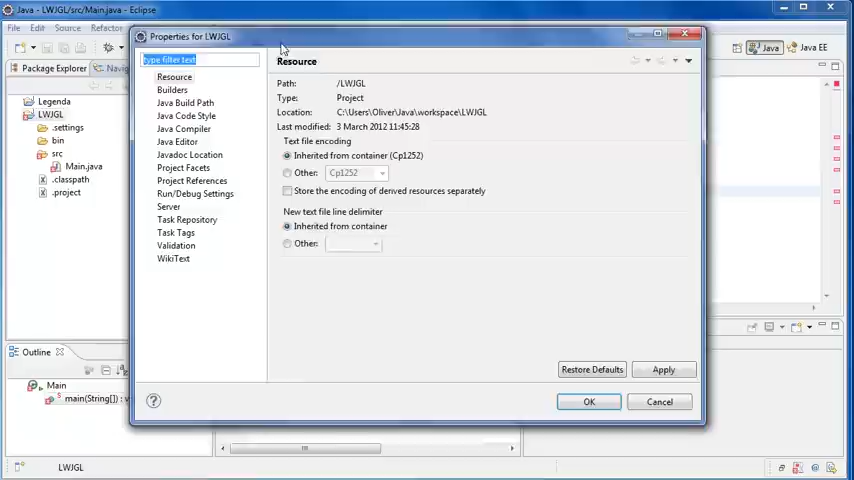 Java - LWJGL/src/Main.java - Eclipse
File Edit Source Refactor
Java Java EE
Package Explorer Navig
Legenda
LWJGL
.settings
bin
src
Main.java
.classpath
.project
Outline
Main
main(String[]) : v
LWJGL
Properties for LWJGL
type filter text
Resource
Builders
Java Build Path
Java Code Style
Java Compiler
Java Editor
Javadoc Location
Project Facets
Project References
Run/Debug Settings
Server
Task Repository
Task Tags
Validation
WikiText
Resource
Path: /LWJGL
Type: Project
Location: C:\Users\Oliver\Java\workspace\LWJGL
Last modified: 3 March 2012 11:45:28
Text file encoding
Inherited from container (Cp1252)
Other: Cp1252
Store the encoding of derived resources separately
New text file line delimiter
Inherited from container
Other:
Restore Defaults Apply
OK Cancel